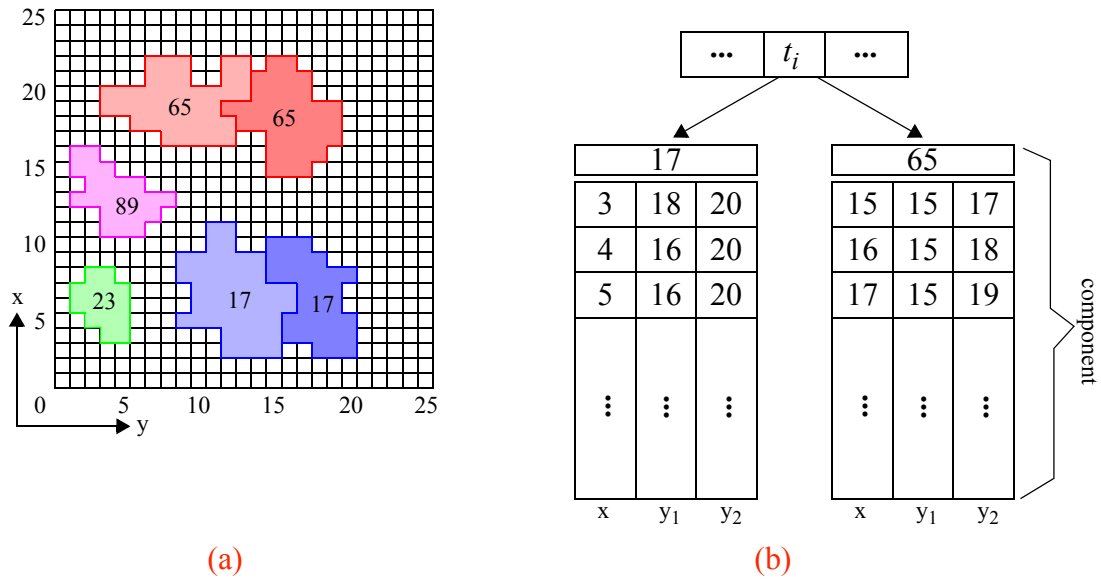 25
20
15
10
5
0
5
10
15
20
25
x
y
65
65
89
23
17
17
(a)
... t_i ...
17
3 18 20
4 16 20
5 16 20
⋮ ⋮ ⋮
x y₁ y₂
65
15 15 17
16 15 18
17 15 19
⋮ ⋮ ⋮
x y₁ y₂
component
(b)